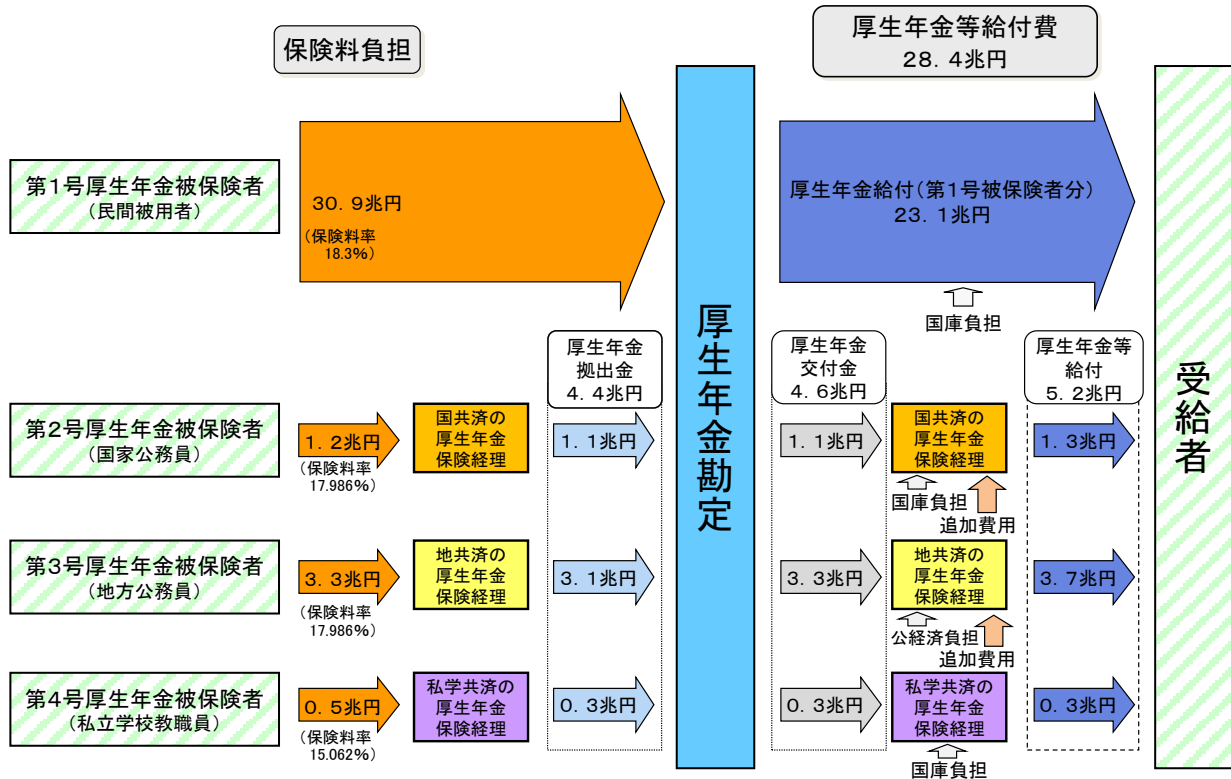 保険料負担
厚生年金等給付費
28.4兆円
第1号厚生年金被保険者
(民間被用者)
30.9兆円
(保険料率
18.3%)
厚生年金勘定
厚生年金給付(第1号被保険者分)
23.1兆円
国庫負担
受給者
厚生年金
拠出金
4.4兆円
厚生年金
交付金
4.6兆円
厚生年金等
給付
5.2兆円
第2号厚生年金被保険者
(国家公務員)
1.2兆円
(保険料率
17.986%)
国共済の
厚生年金
保険経理
1.1兆円
1.1兆円
国共済の
厚生年金
保険経理
国庫負担
追加費用
1.3兆円
第3号厚生年金被保険者
(地方公務員)
3.3兆円
(保険料率
17.986%)
地共済の
厚生年金
保険経理
3.1兆円
3.3兆円
地共済の
厚生年金
保険経理
公経済負担
追加費用
3.7兆円
第4号厚生年金被保険者
(私立学校教職員)
0.5兆円
(保険料率
15.062%)
私学共済の
厚生年金
保険経理
0.3兆円
0.3兆円
私学共済の
厚生年金
保険経理
国庫負担
0.3兆円